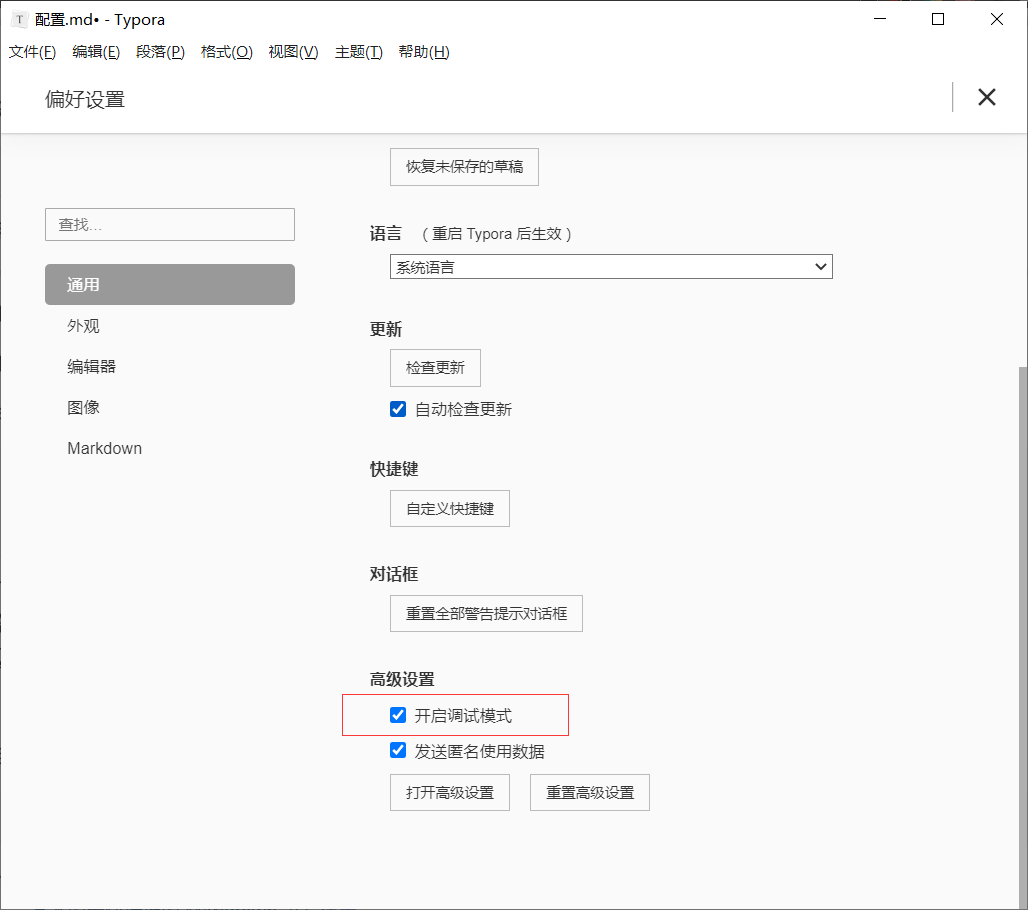 T 配置.md• - Typora
文件(F) 编辑(E) 段落(P) 格式(O) 视图(V) 主题(T) 帮助(H)
偏好设置
恢复未保存的草稿
查找...
通用
外观
编辑器
图像
Markdown
语言 （重启 Typora 后生效）
系统语言
更新
检查更新
自动检查更新
快捷键
自定义快捷键
对话框
重置全部警告提示对话框
高级设置
开启调试模式
发送匿名使用数据
打开高级设置 重置高级设置